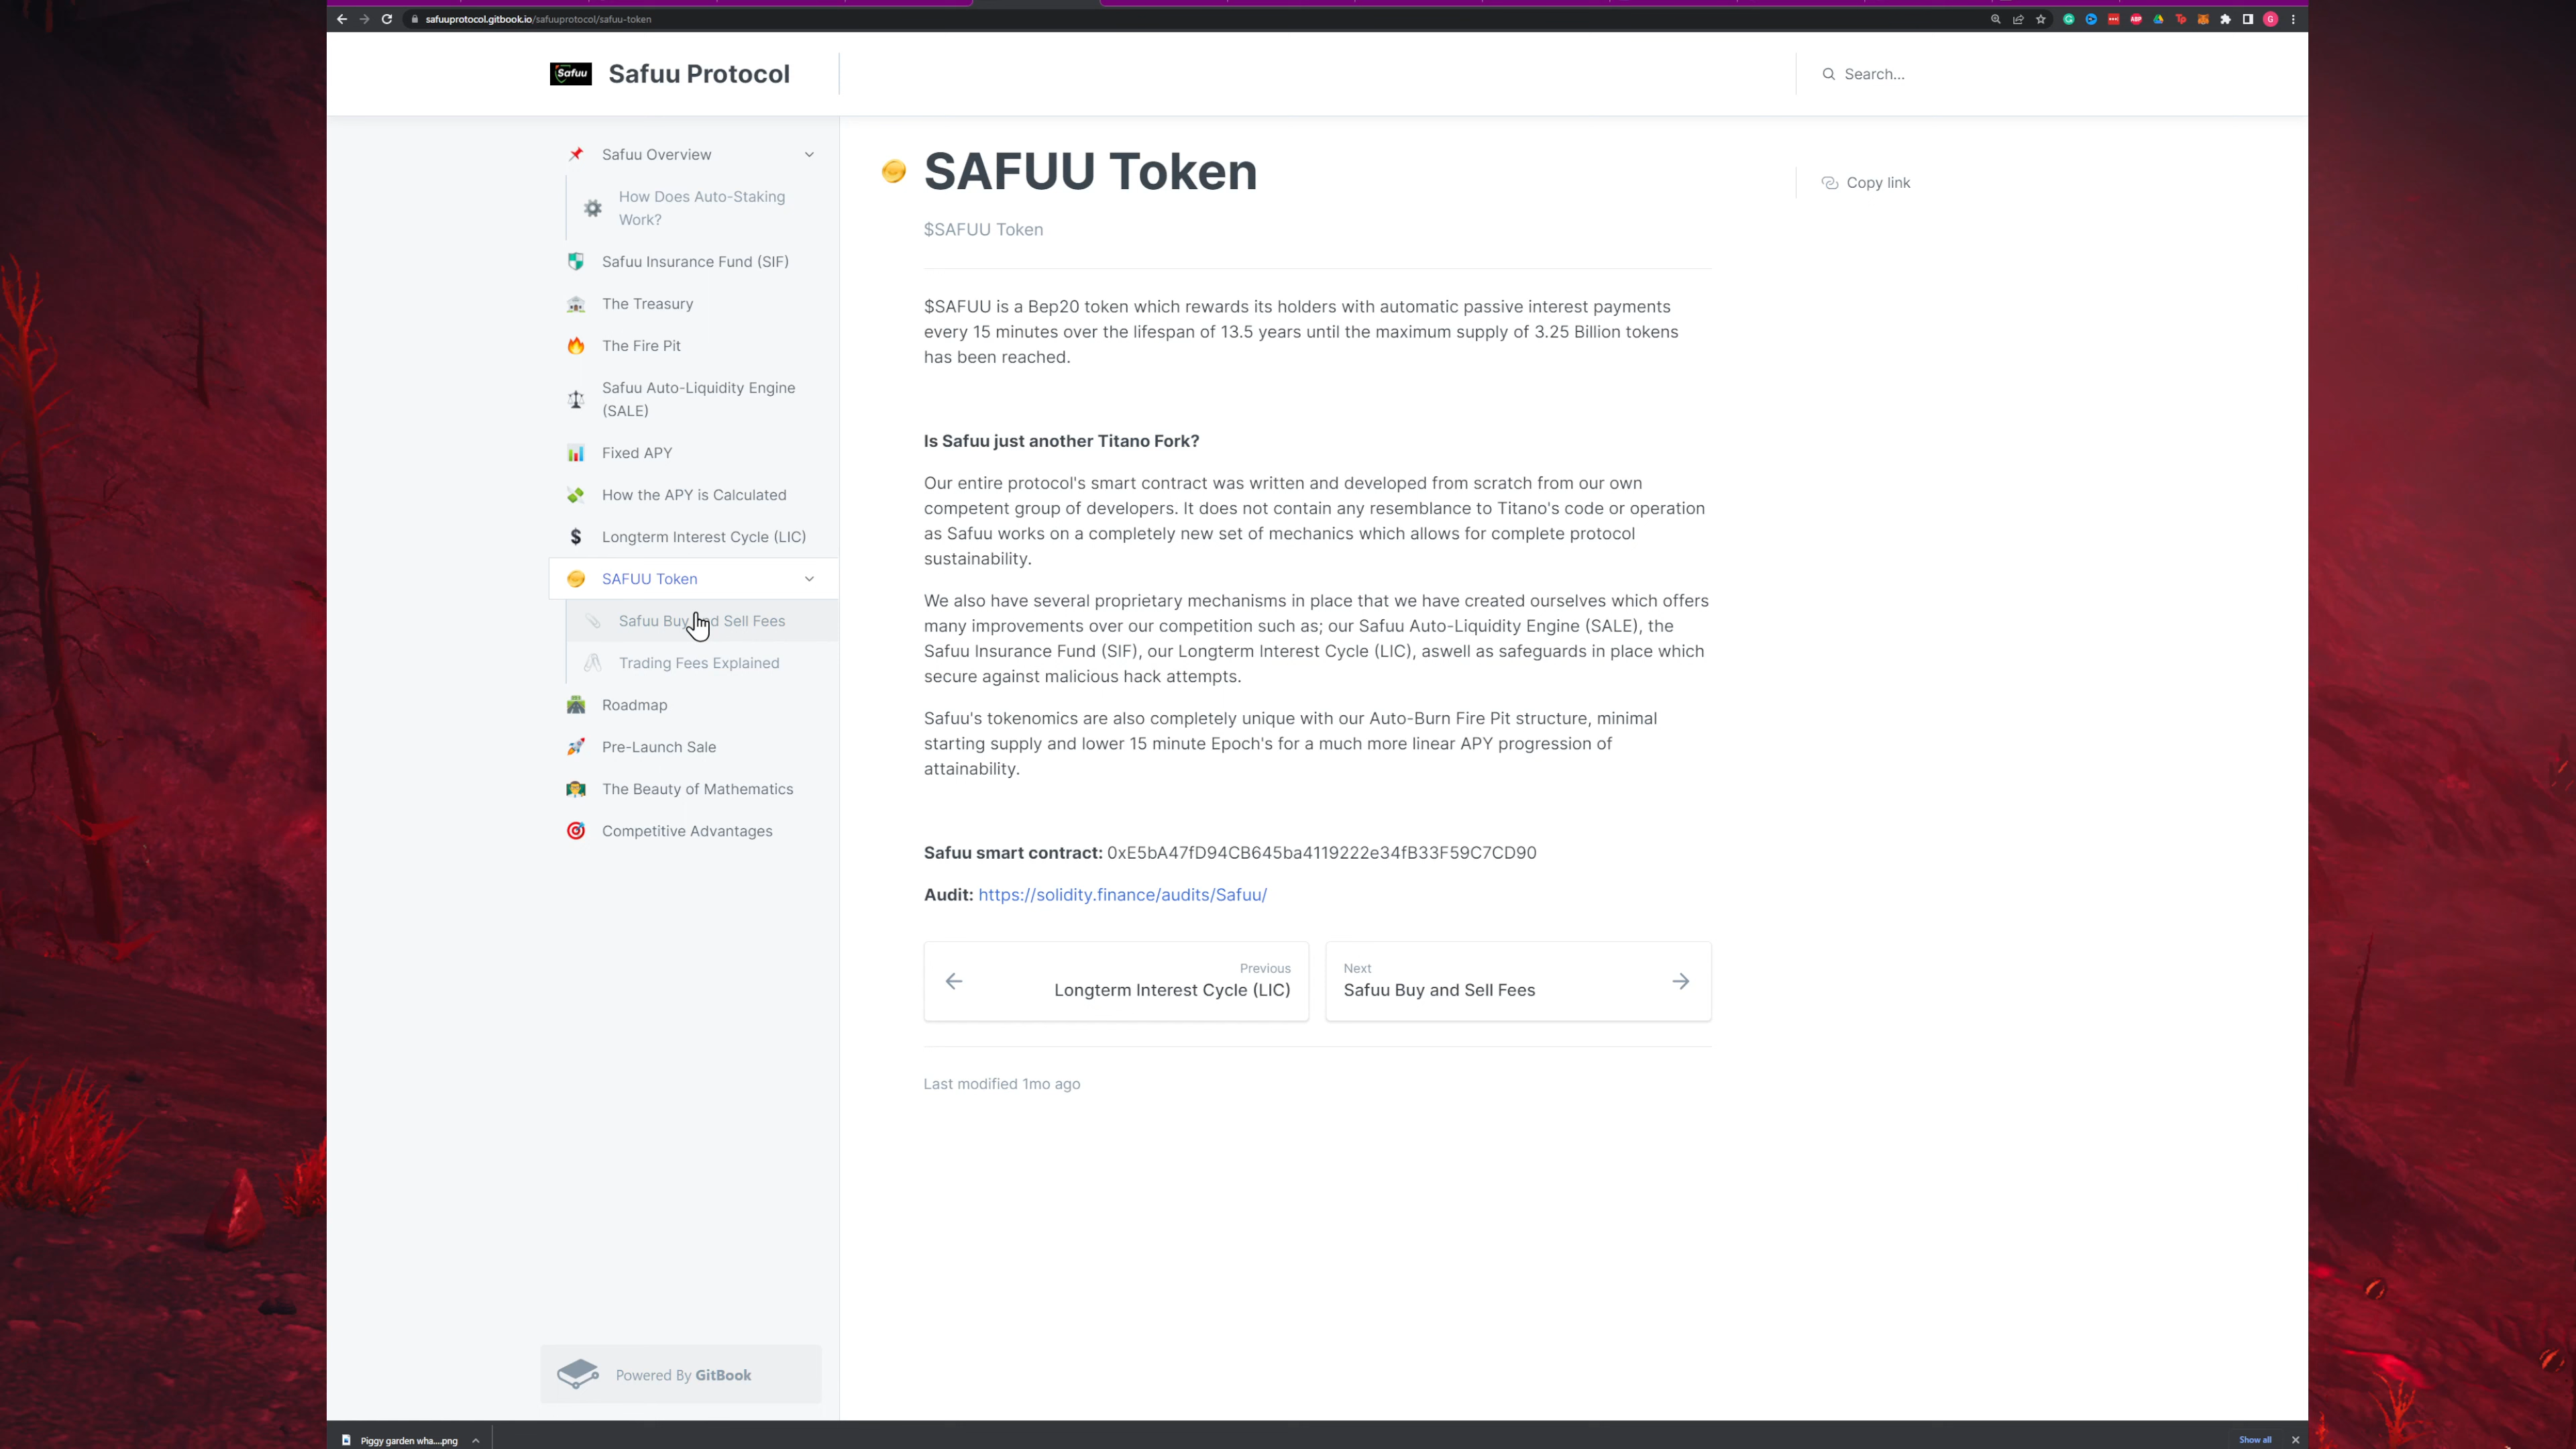 safuuprotocol.gitbook.io/safuuprotocol/safuu-token
Safuu
Safuu Protocol
Search...
Safuu Overview
How Does Auto-Staking
Work?
Safuu Insurance Fund (SIF)
The Treasury
The Fire Pit
Safuu Auto-Liquidity Engine
(SALE)
Fixed APY
How the APY is Calculated
Longterm Interest Cycle (LIC)
SAFUU Token
Safuu Buy and Sell Fees
Trading Fees Explained
Roadmap
Pre-Launch Sale
The Beauty of Mathematics
Competitive Advantages
Powered By GitBook
SAFUU Token
Copy link
$SAFUU Token
$SAFUU is a Bep20 token which rewards its holders with automatic passive interest payments
every 15 minutes over the lifespan of 13.5 years until the maximum supply of 3.25 Billion tokens
has been reached.
Is Safuu just another Titano Fork?
Our entire protocol's smart contract was written and developed from scratch from our own
competent group of developers. It does not contain any resemblance to Titano's code or operation
as Safuu works on a completely new set of mechanics which allows for complete protocol
sustainability.
We also have several proprietary mechanisms in place that we have created ourselves which offers
many improvements over our competition such as; our Safuu Auto-Liquidity Engine (SALE), the
Safuu Insurance Fund (SIF), our Longterm Interest Cycle (LIC), aswell as safeguards in place which
secure against malicious hack attempts.
Safuu's tokenomics are also completely unique with our Auto-Burn Fire Pit structure, minimal
starting supply and lower 15 minute Epoch's for a much more linear APY progression of
attainability.
Safuu smart contract: 0xE5bA47fD94CB645ba4119222e34fB33F59C7CD90
Audit: https://solidity.finance/audits/Safuu/
Previous
Longterm Interest Cycle (LIC)
Next
Safuu Buy and Sell Fees
Last modified 1mo ago
Piggy garden wha....png
Show all